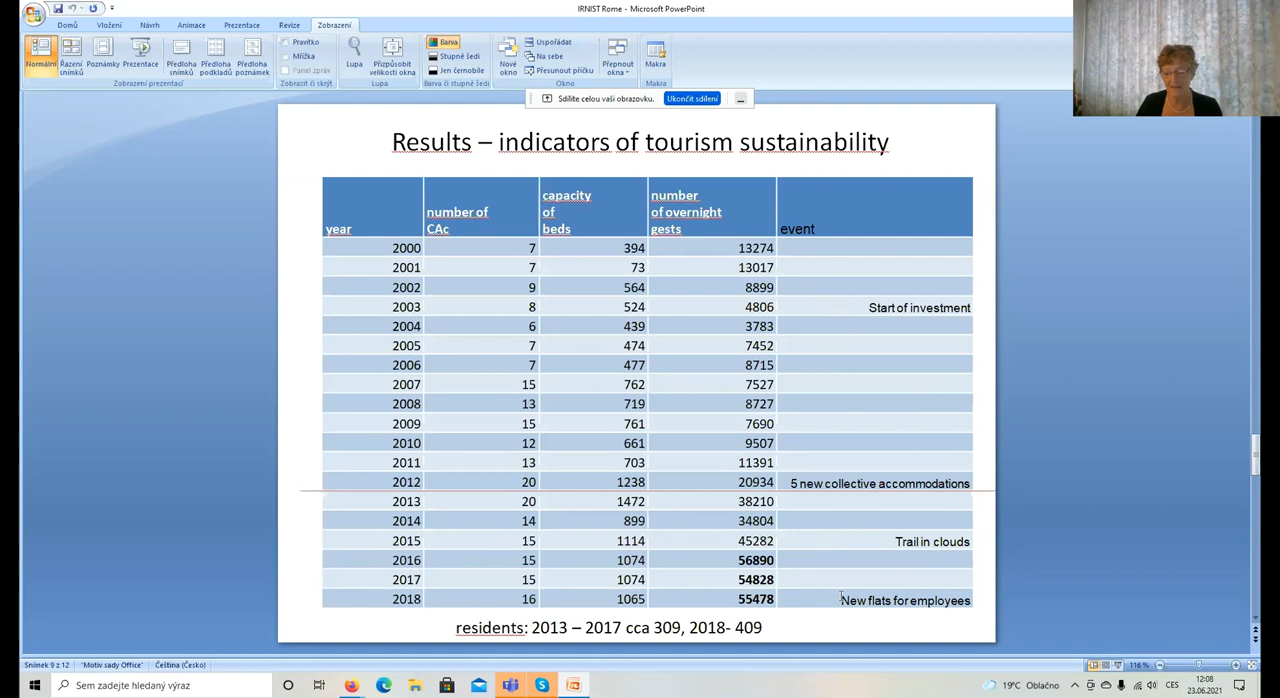 IRNIST Rome - Microsoft PowerPoint
Domů Vložení Návrh Animace Prezentace Revize Zobrazení
Normální Řazení snímků Poznámky Prezentace Předloha snímků Předloha podkladů Předloha poznámek
Zobrazení prezentací
Pravítko
Mřížka
Panel zpráv
Zobrazit či skrýt
Lupa Přizpůsobit velikosti okna
Lupa
Barva
Stupně šedi
Jen černobíle
Barva či stupně šedi
Nové okno
Uspořádat
Na sebe
Přesunout příčku
Přepnout okna
Okno
Makra
Makra
Sdílíte celou vaši obrazovku. Ukončit sdílení
Results – indicators of tourism sustainability
year number of CAc capacity of beds number of overnight gests event
2000 7 394 13274
2001 7 73 13017
2002 9 564 8899
2003 8 524 4806 Start of investment
2004 6 439 3783
2005 7 474 7452
2006 7 477 8715
2007 15 762 7527
2008 13 719 8727
2009 15 761 7690
2010 12 661 9507
2011 13 703 11391
2012 20 1238 20934 5 new collective accommodations
2013 20 1472 38210
2014 14 899 34804
2015 15 1114 45282 Trail in clouds
2016 15 1074 56890
2017 15 1074 54828
2018 16 1065 55478 New flats for employees
residents: 2013 – 2017 cca 309, 2018- 409
Snímek 9 z 12 "Motiv sady Office" Čeština (Česko) 116 %
Sem zadejte hledaný výraz
19°C Oblačno CES 12:08 23.06.2021